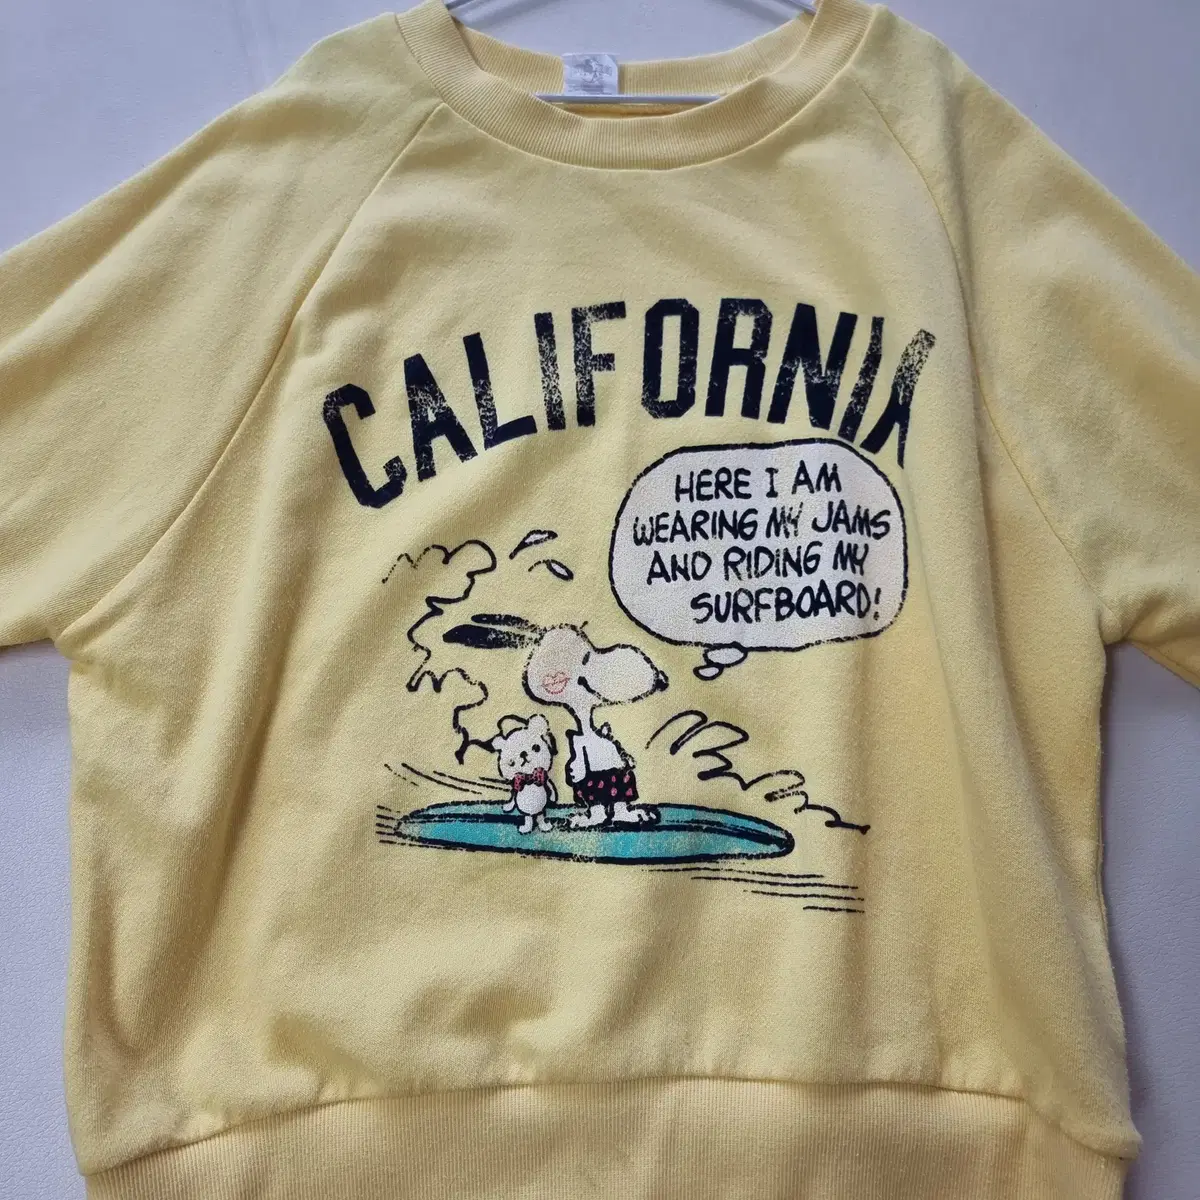 CALIFORNIA
HERE I AM
WEARING MY JAMS
AND RIDING MY
SURFBOARD!